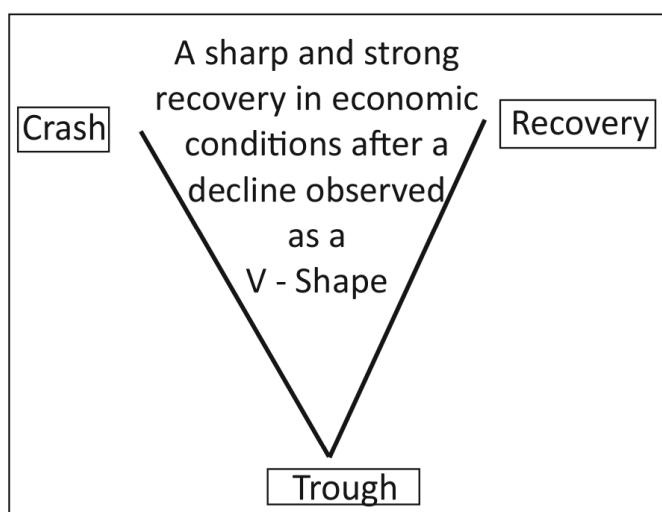 A sharp and strong
recovery in economic
conditions after a
decline observed
as a
V - Shape
Crash
Recovery
Trough